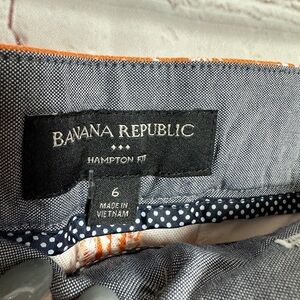 BANANA REPUBLIC
HAMPTON FIT
6
MADE IN
VIETNAM